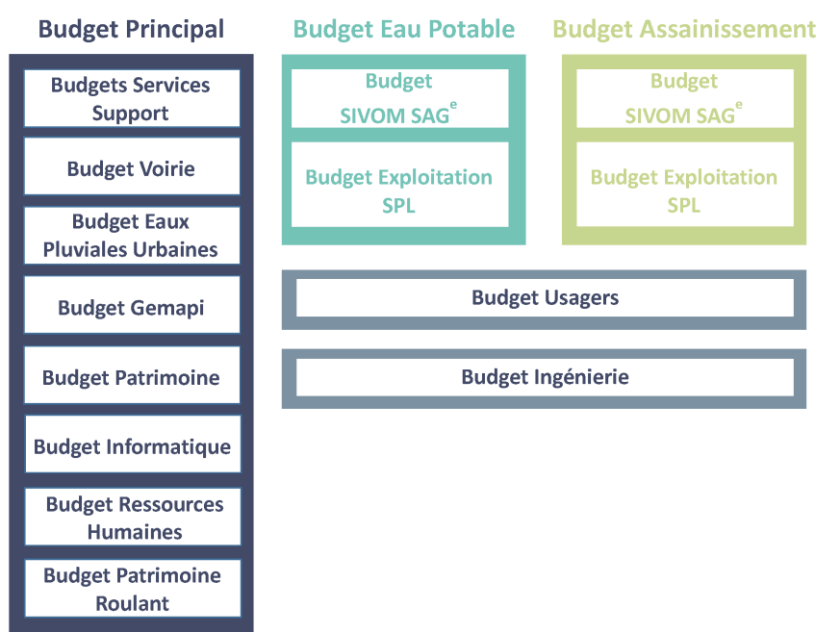 Budget Principal
Budgets Services
Support
Budget Voirie
Budget Eaux
Pluviales Urbaines
Budget Gemapi
Budget Patrimoine
Budget Informatique
Budget Ressources
Humaines
Budget Patrimoine
Roulant
Budget Eau Potable
Budget
SIVOM SAGᵉ
Budget Exploitation
SPL
Budget Assainissement
Budget
SIVOM SAGᵉ
Budget Exploitation
SPL
Budget Usagers
Budget Ingénierie